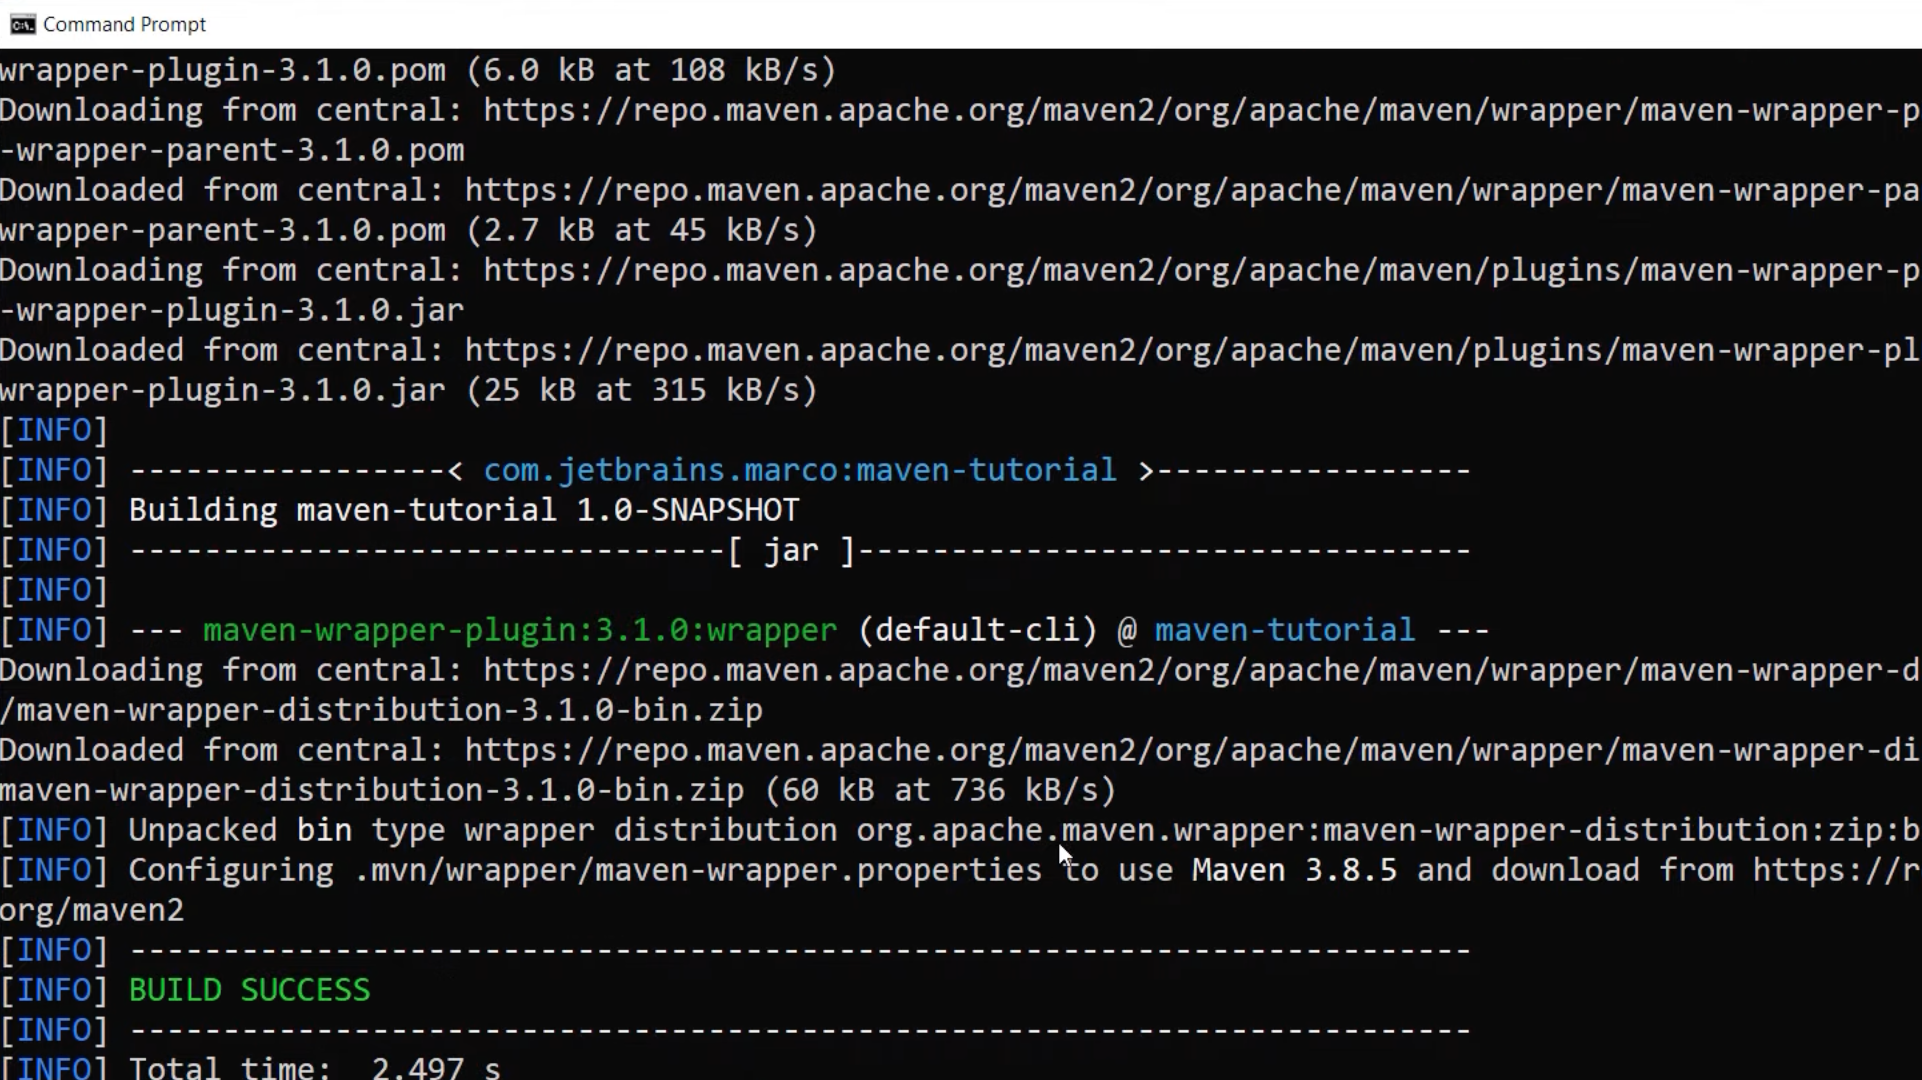 Command Prompt
wrapper-plugin-3.1.0.pom (6.0 kB at 108 kB/s)
Downloading from central: https://repo.maven.apache.org/maven2/org/apache/maven/wrapper/maven-wrapper-p
-wrapper-parent-3.1.0.pom
Downloaded from central: https://repo.maven.apache.org/maven2/org/apache/maven/wrapper/maven-wrapper-pa
wrapper-parent-3.1.0.pom (2.7 kB at 45 kB/s)
Downloading from central: https://repo.maven.apache.org/maven2/org/apache/maven/plugins/maven-wrapper-p
-wrapper-plugin-3.1.0.jar
Downloaded from central: https://repo.maven.apache.org/maven2/org/apache/maven/plugins/maven-wrapper-pl
wrapper-plugin-3.1.0.jar (25 kB at 315 kB/s)
[INFO]
[INFO] -----------------< com.jetbrains.marco:maven-tutorial >-----------------
[INFO] Building maven-tutorial 1.0-SNAPSHOT
[INFO] --------------------------------[ jar ]---------------------------------
[INFO]
[INFO] --- maven-wrapper-plugin:3.1.0:wrapper (default-cli) @ maven-tutorial ---
Downloading from central: https://repo.maven.apache.org/maven2/org/apache/maven/wrapper/maven-wrapper-d
/maven-wrapper-distribution-3.1.0-bin.zip
Downloaded from central: https://repo.maven.apache.org/maven2/org/apache/maven/wrapper/maven-wrapper-di
maven-wrapper-distribution-3.1.0-bin.zip (60 kB at 736 kB/s)
[INFO] Unpacked bin type wrapper distribution org.apache.maven.wrapper:maven-wrapper-distribution:zip:b
[INFO] Configuring .mvn/wrapper/maven-wrapper.properties to use Maven 3.8.5 and download from https://r
org/maven2
[INFO] ------------------------------------------------------------------------
[INFO] BUILD SUCCESS
[INFO] ------------------------------------------------------------------------
[INFO] Total time:  2.497 s